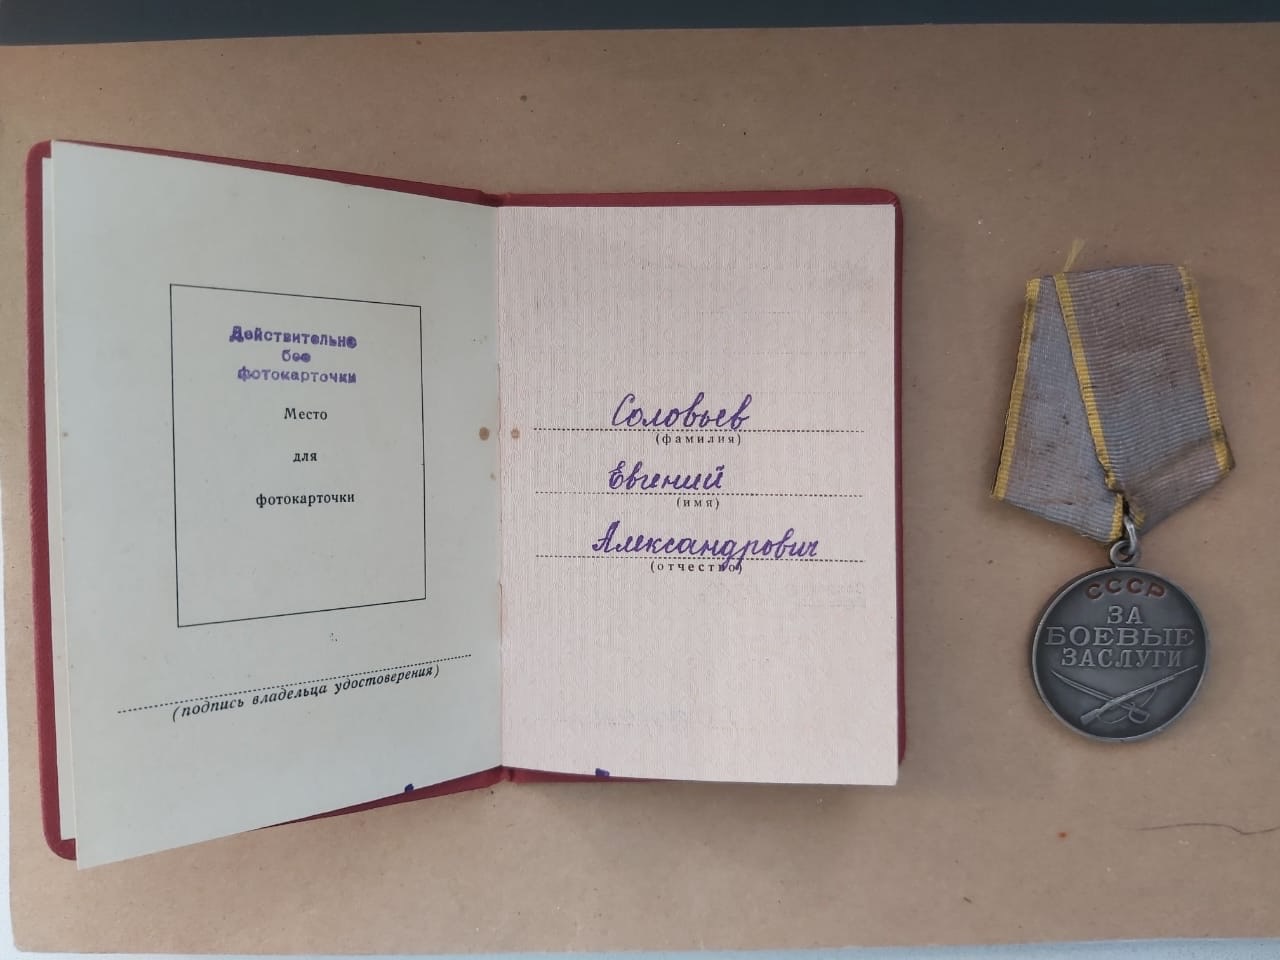 Действительно
без
фотокарточки
Место
для
фотокарточки
(подпись владельца удостоверения)
Соловьев
(фамилия)
Евгений
(имя)
Александрович
(отчество)
СССР
ЗА
БОЕВЫЕ
ЗАСЛУГИ